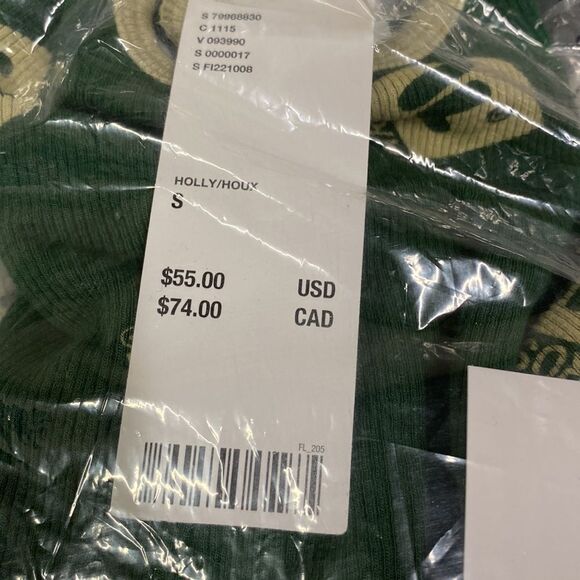 S 79968830
C 1115
V 093990
S 0000017
S FI221008
HOLLY/HOUX
S
$55.00 USD
$74.00 CAD
FL_205